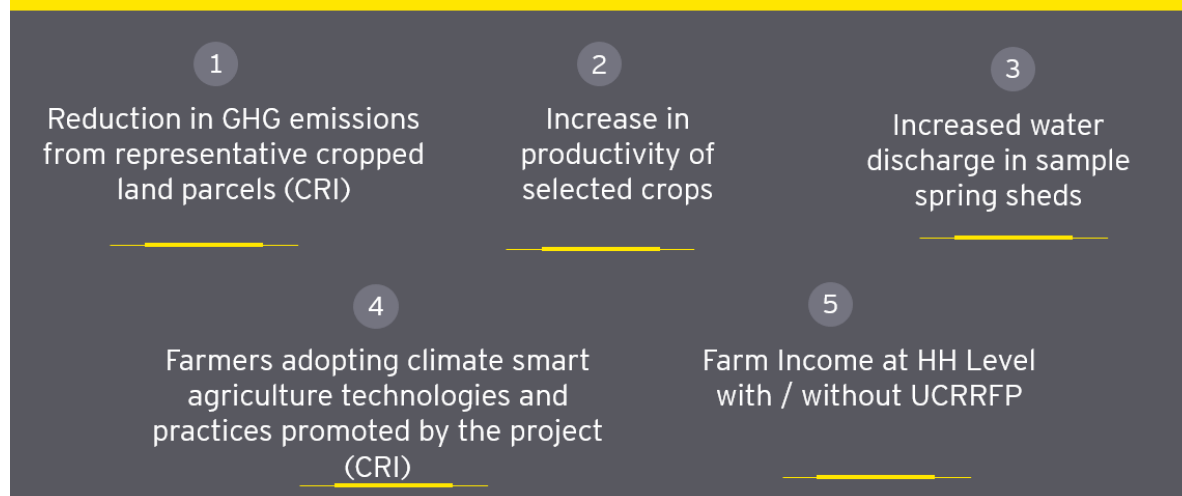 1
Reduction in GHG emissions
from representative cropped
land parcels (CRI)
2
Increase in
productivity of
selected crops
3
Increased water
discharge in sample
spring sheds
4
Farmers adopting climate smart
agriculture technologies and
practices promoted by the project
(CRI)
5
Farm Income at HH Level
with / without UCRRFP